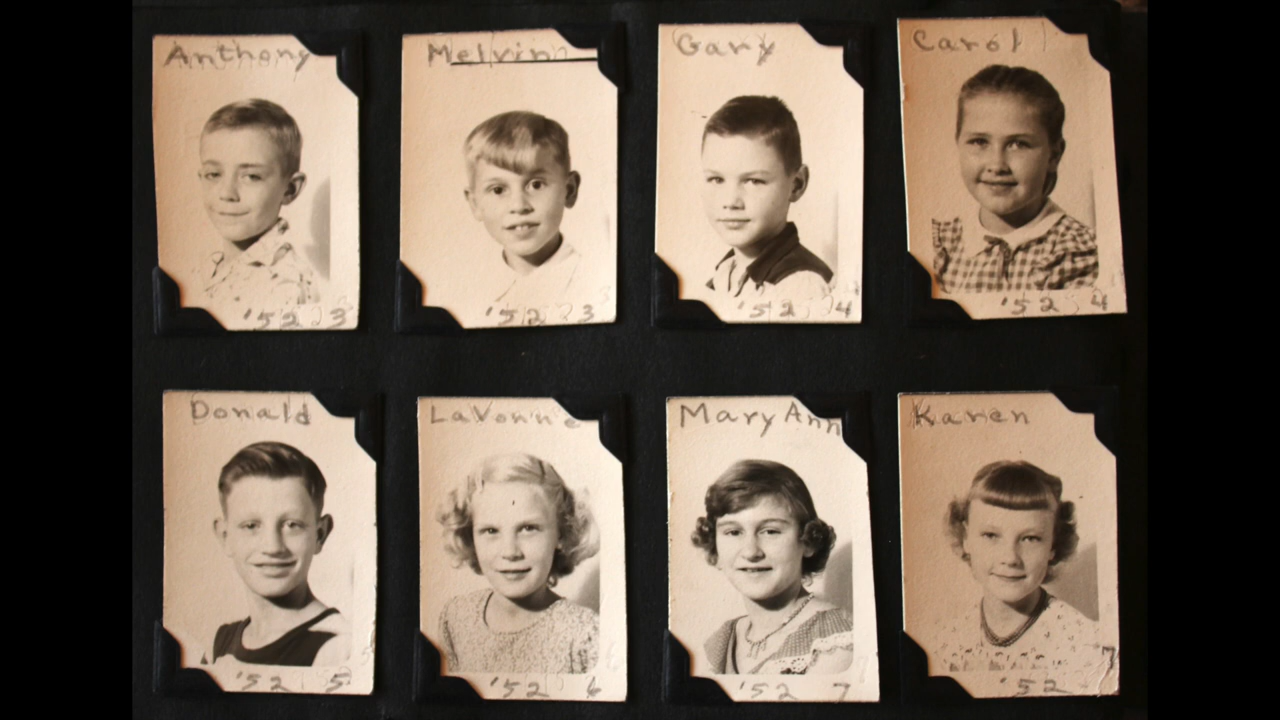 Anthony
Melvin
Gary
Carol
'52 3
'52 3
'52 4
'52 4
Donald
LaVonne
Mary Ann
Karen
'52 5
'52 6
'52 7
'52 7